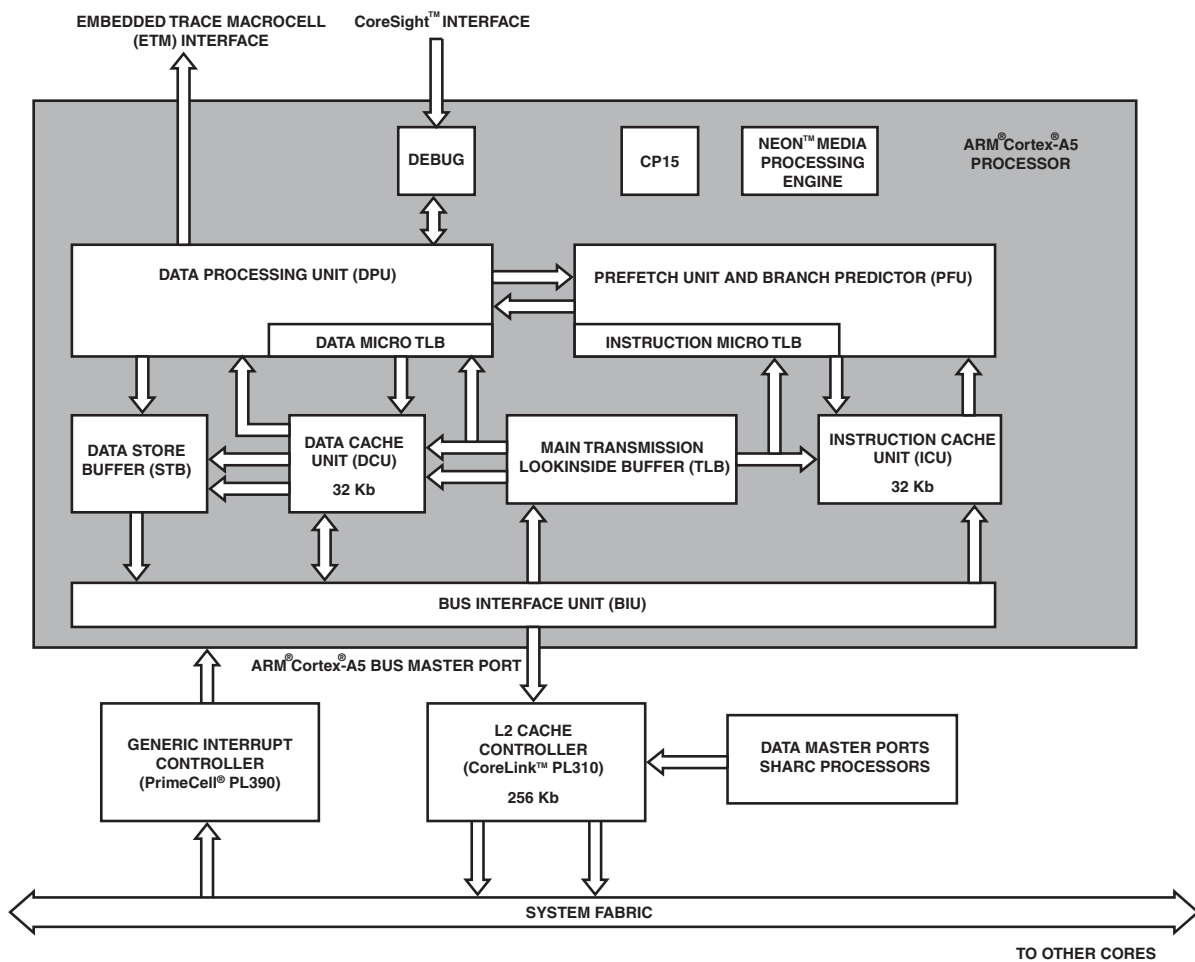 EMBEDDED TRACE MACROCELL
(ETM) INTERFACE
CoreSight™ INTERFACE
DEBUG
CP15
NEON™ MEDIA
PROCESSING
ENGINE
ARM®Cortex®-A5
PROCESSOR
DATA PROCESSING UNIT (DPU)
PREFETCH UNIT AND BRANCH PREDICTOR (PFU)
DATA MICRO TLB
INSTRUCTION MICRO TLB
DATA STORE
BUFFER (STB)
DATA CACHE
UNIT (DCU)
32 Kb
MAIN TRANSMISSION
LOOKINSIDE BUFFER (TLB)
INSTRUCTION CACHE
UNIT (ICU)
32 Kb
BUS INTERFACE UNIT (BIU)
ARM®Cortex®-A5 BUS MASTER PORT
GENERIC INTERRUPT
CONTROLLER
(PrimeCell® PL390)
L2 CACHE
CONTROLLER
(CoreLink™ PL310)
256 Kb
DATA MASTER PORTS
SHARC PROCESSORS
SYSTEM FABRIC
TO OTHER CORES